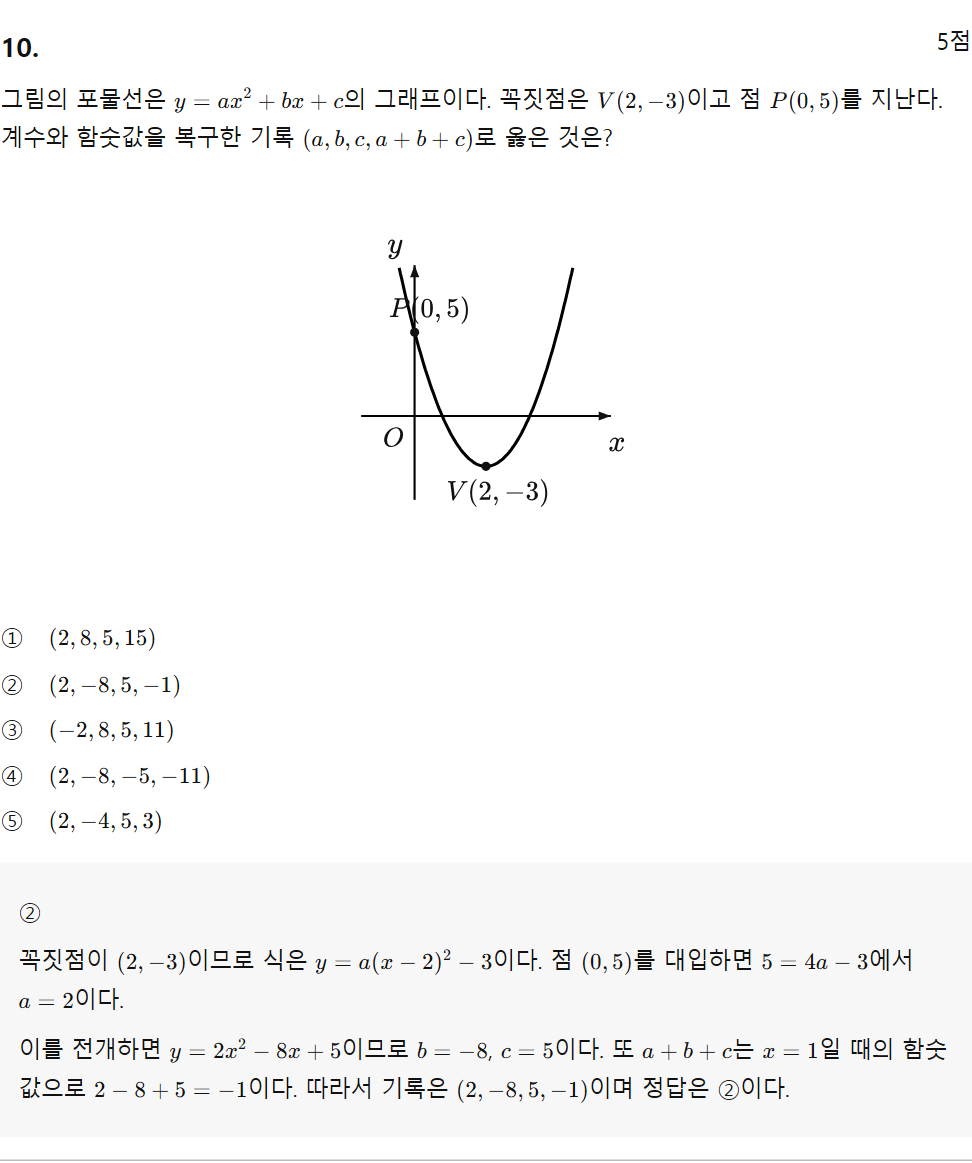 10.
5점
그림의 포물선은 y = ax² + bx + c의 그래프이다. 꼭짓점은 V(2, −3)이고 점 P(0, 5)를 지난다.
계수와 함숫값을 복구한 기록 (a, b, c, a + b + c)로 옳은 것은?
y
P(0, 5)
O
x
V(2, −3)
① (2, 8, 5, 15)
② (2, −8, 5, −1)
③ (−2, 8, 5, 11)
④ (2, −8, −5, −11)
⑤ (2, −4, 5, 3)
②
꼭짓점이 (2, −3)이므로 식은 y = a(x − 2)² − 3이다. 점 (0, 5)를 대입하면 5 = 4a − 3에서
a = 2이다.
이를 전개하면 y = 2x² − 8x + 5이므로 b = −8, c = 5이다. 또 a + b + c는 x = 1일 때의 함숫
값으로 2 − 8 + 5 = −1이다. 따라서 기록은 (2, −8, 5, −1)이며 정답은 ②이다.